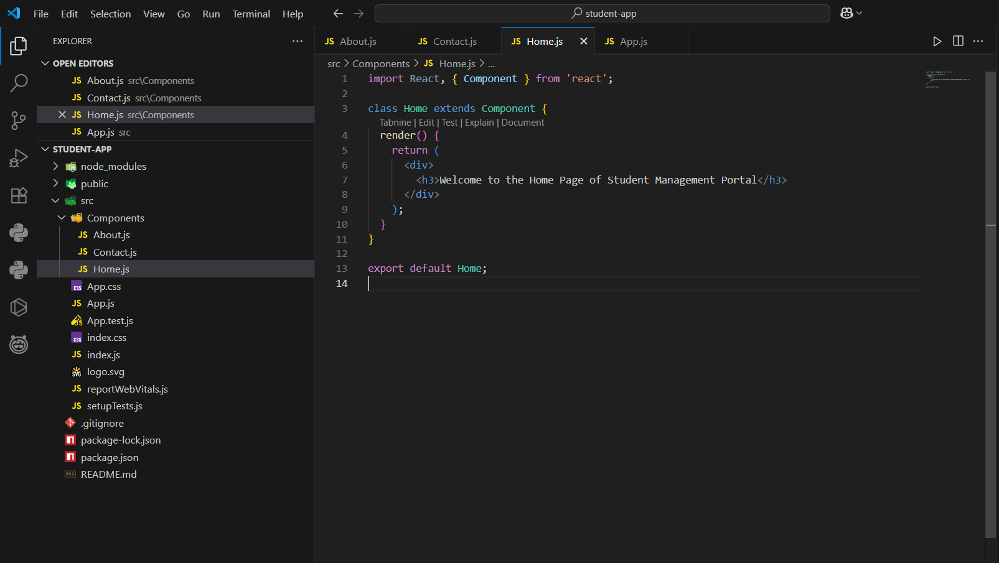 File Edit Selection View Go Run Terminal Help
student-app
EXPLORER
OPEN EDITORS
JS About.js src\Components
JS Contact.js src\Components
JS Home.js src\Components
JS App.js src
STUDENT-APP
node_modules
public
src
Components
JS About.js
JS Contact.js
JS Home.js
css App.css
JS App.js
App.test.js
css index.css
JS index.js
SVG logo.svg
JS reportWebVitals.js
JS setupTests.js
.gitignore
package-lock.json
package.json
README.md
JS About.js JS Contact.js JS Home.js JS App.js
src > Components > JS Home.js > ...
1 import React, { Component } from 'react';
2
3 class Home extends Component {
Tabnine | Edit | Test | Explain | Document
4 render() {
5 return (
6 <div>
7 <h3>Welcome to the Home Page of Student Management Portal</h3>
8 </div>
9 );
10 }
11 }
12
13 export default Home;
14